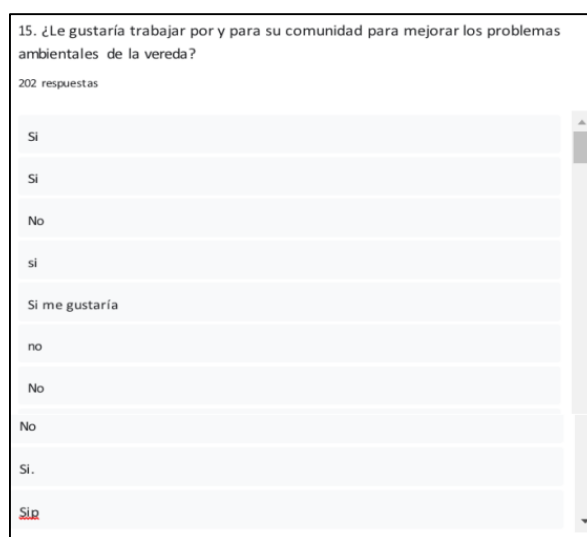 15. ¿Le gustaría trabajar por y para su comunidad para mejorar los problemas
ambientales de la vereda?
202 respuestas
Si
Si
No
si
Si me gustaría
no
No
No
Si.
Sip